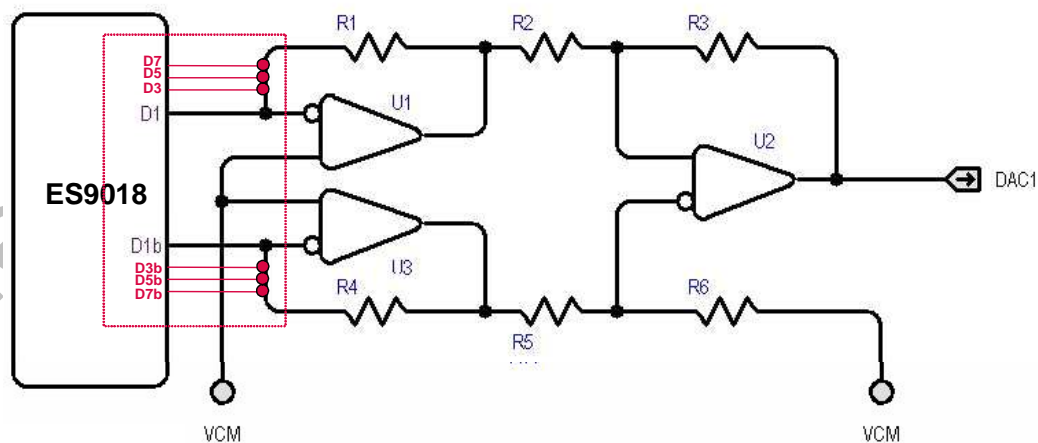 R1
R2
R3
D7
D5
D3
D1
U1
U2
ES9018
DAC1
D1b
D3b
D5b
D7b
U3
R4
R5
R6
VCM
VCM